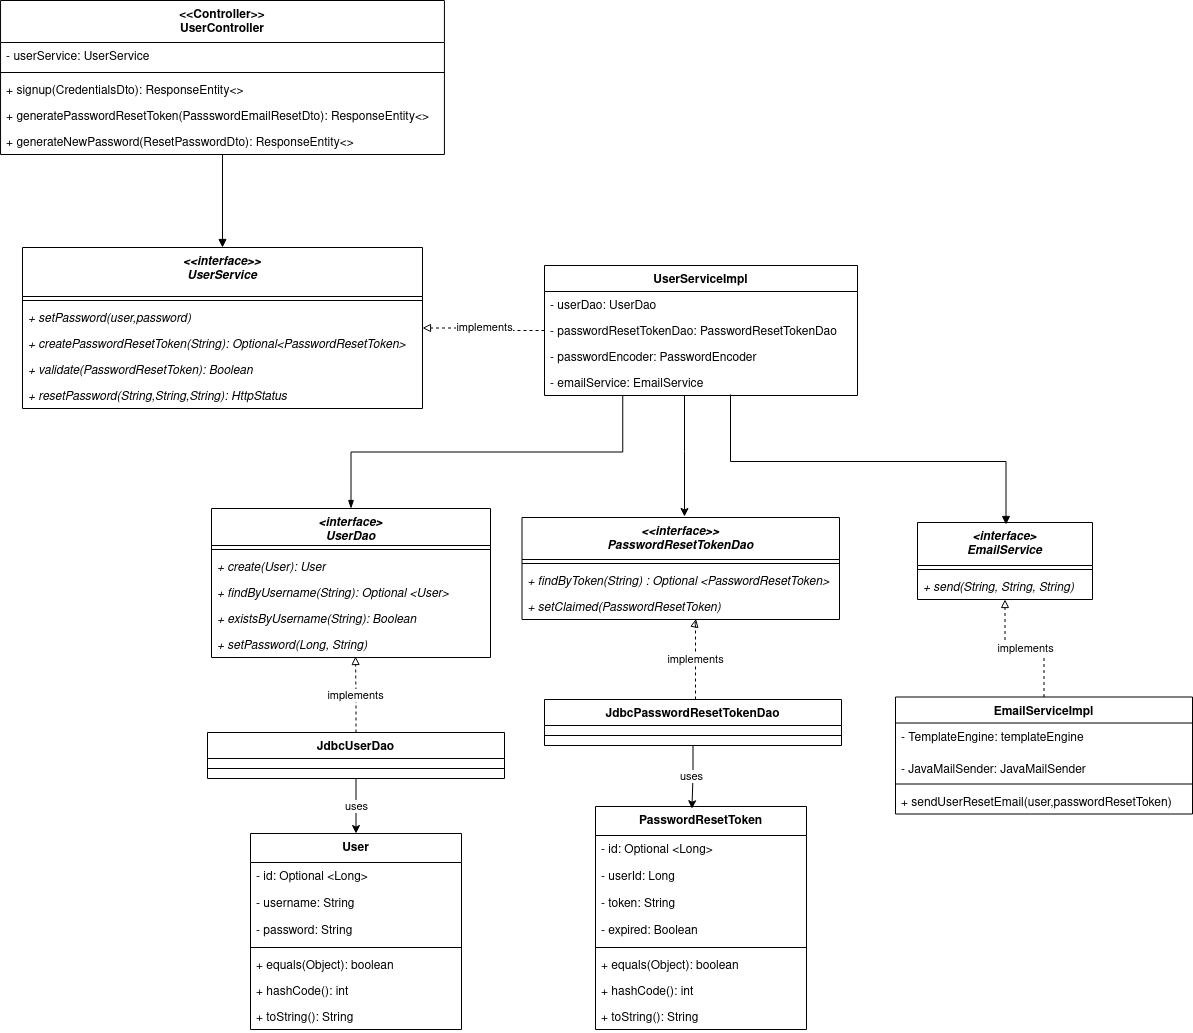 <<Controller>>
UserController
- userService: UserService
+ signup(CredentialsDto): ResponseEntity<>
+ generatePasswordResetToken(PassswordEmailResetDto): ResponseEntity<>
+ generateNewPassword(ResetPasswordDto): ResponseEntity<>
<<interface>>
UserService
+ setPassword(user,password)
+ createPasswordResetToken(String): Optional<PasswordResetToken>
+ validate(PasswordResetToken): Boolean
+ resetPassword(String,String,String): HttpStatus
implements
UserServiceImpl
- userDao: UserDao
- passwordResetTokenDao: PasswordResetTokenDao
- passwordEncoder: PasswordEncoder
- emailService: EmailService
<interface>
UserDao
+ create(User): User
+ findByUsername(String): Optional <User>
+ existsByUsername(String): Boolean
+ setPassword(Long, String)
<<interface>>
PasswordResetTokenDao
+ findByToken(String) : Optional <PasswordResetToken>
+ setClaimed(PasswordResetToken)
<interface>
EmailService
+ send(String, String, String)
implements
implements
implements
JdbcUserDao
JdbcPasswordResetTokenDao
EmailServiceImpl
- TemplateEngine: templateEngine
- JavaMailSender: JavaMailSender
+ sendUserResetEmail(user,passwordResetToken)
uses
uses
User
- id: Optional <Long>
- username: String
- password: String
+ equals(Object): boolean
+ hashCode(): int
+ toString(): String
PasswordResetToken
- id: Optional <Long>
- userId: Long
- token: String
- expired: Boolean
+ equals(Object): boolean
+ hashCode(): int
+ toString(): String